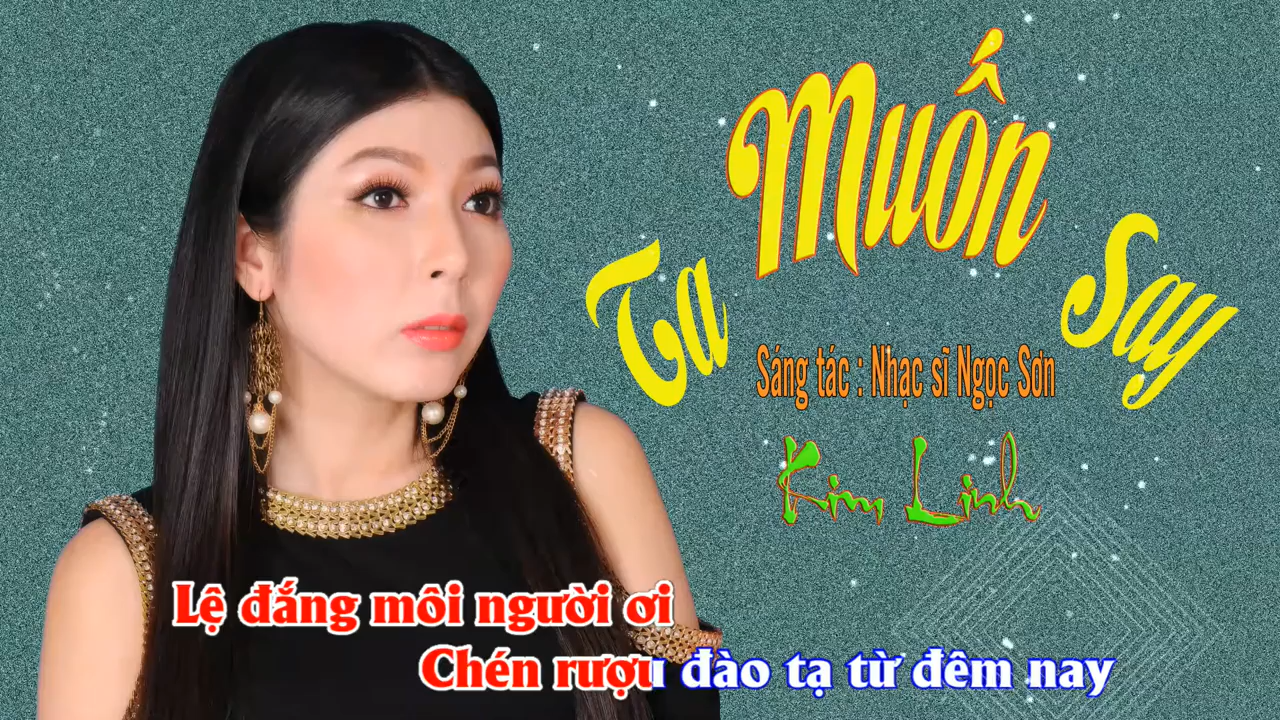 Ta Muốn Say
Sáng tác : Nhạc sĩ Ngọc Sơn
Kim Linh
Lệ đắng môi người ơi
Chén rượu đào tạ từ đêm nay